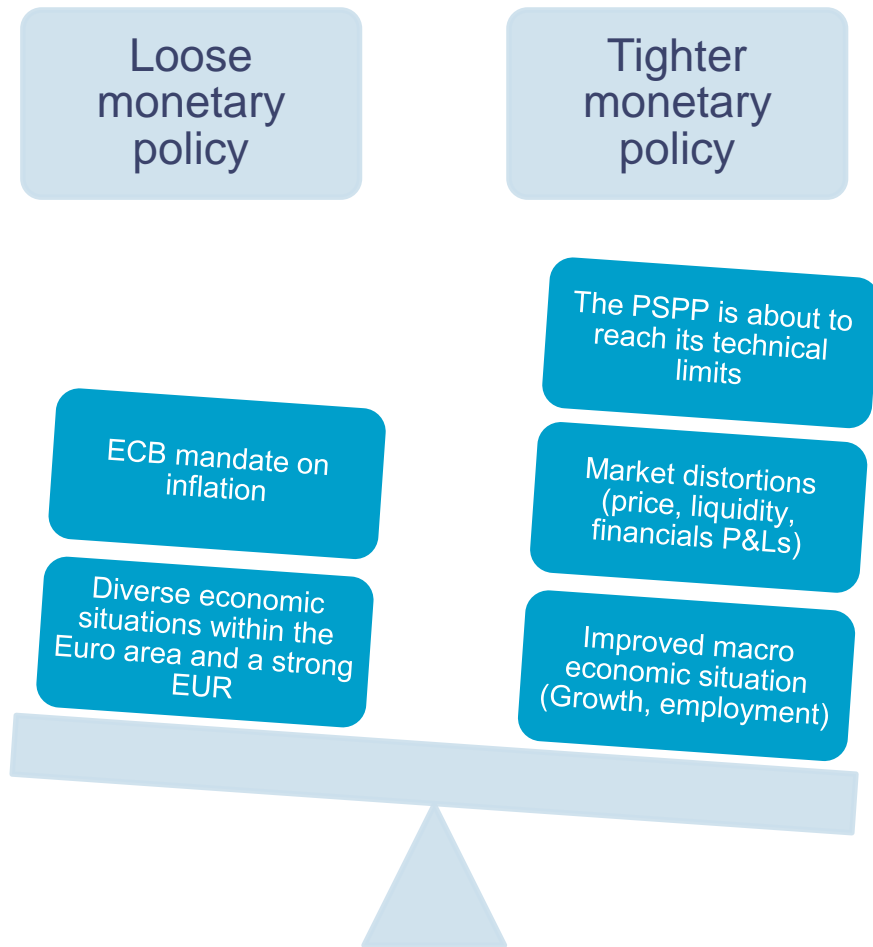 Loose
monetary
policy
Tighter
monetary
policy
ECB mandate on
inflation
Diverse economic
situations within the
Euro area and a strong
EUR
The PSPP is about to
reach its technical
limits
Market distortions
(price, liquidity,
financials P&Ls)
Improved macro
economic situation
(Growth, employment)